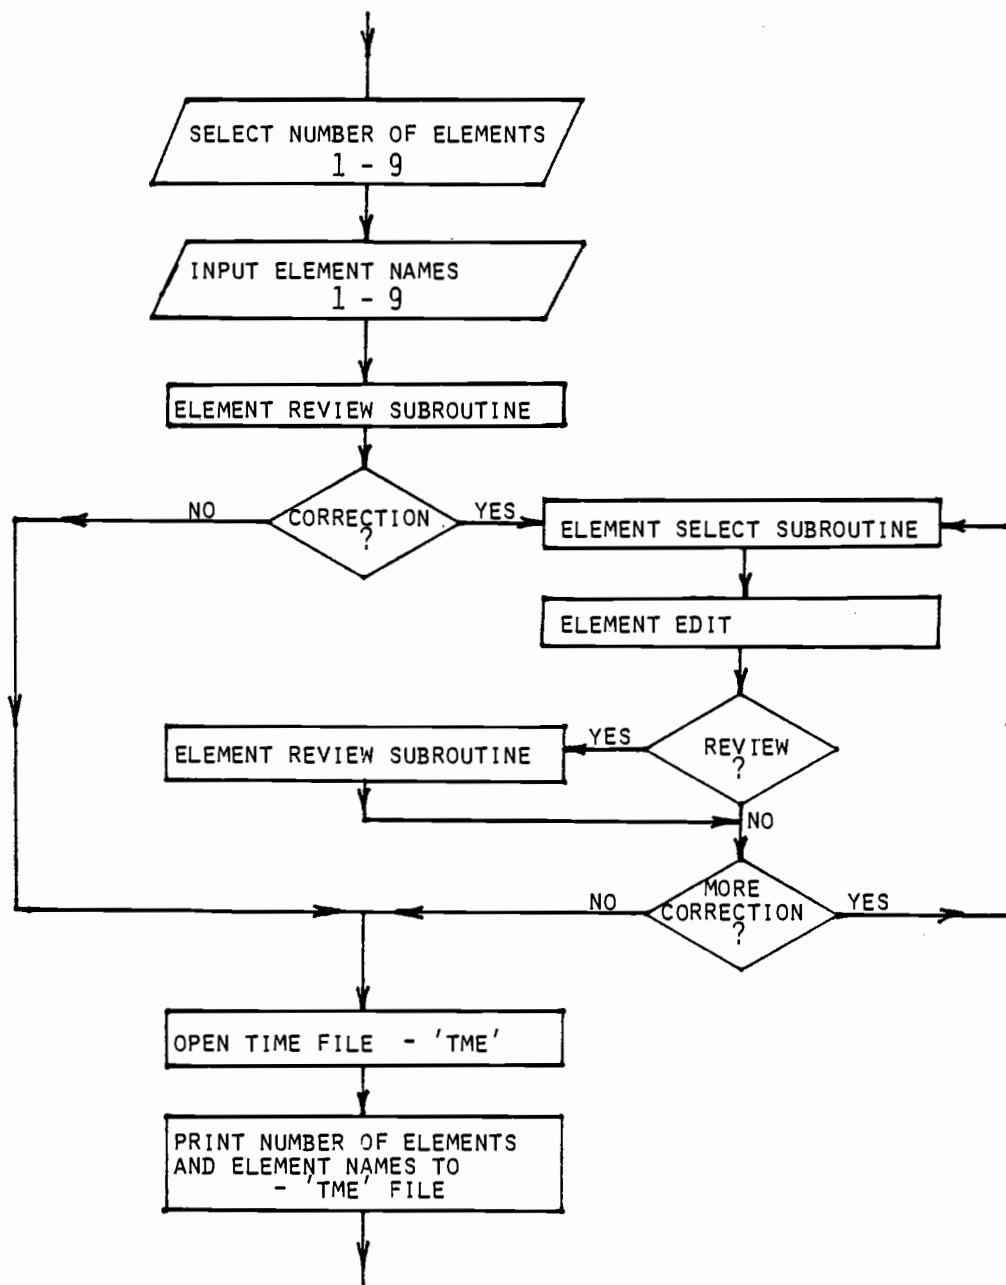 SELECT NUMBER OF ELEMENTS
1 - 9
INPUT ELEMENT NAMES
1 - 9
ELEMENT REVIEW SUBROUTINE
NO
CORRECTION
?
YES
ELEMENT SELECT SUBROUTINE
ELEMENT EDIT
ELEMENT REVIEW SUBROUTINE
YES
REVIEW
?
NO
NO
MORE
CORRECTION
?
YES
OPEN TIME FILE - 'TME'
PRINT NUMBER OF ELEMENTS
AND ELEMENT NAMES TO
- 'TME' FILE